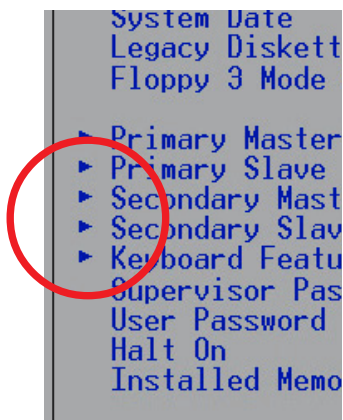 System Date
Legacy Diskett
Floppy 3 Mode
Primary Master
Primary Slave
Secondary Mast
Secondary Slav
Keyboard Featu
Supervisor Pas
User Password
Halt On
Installed Memo